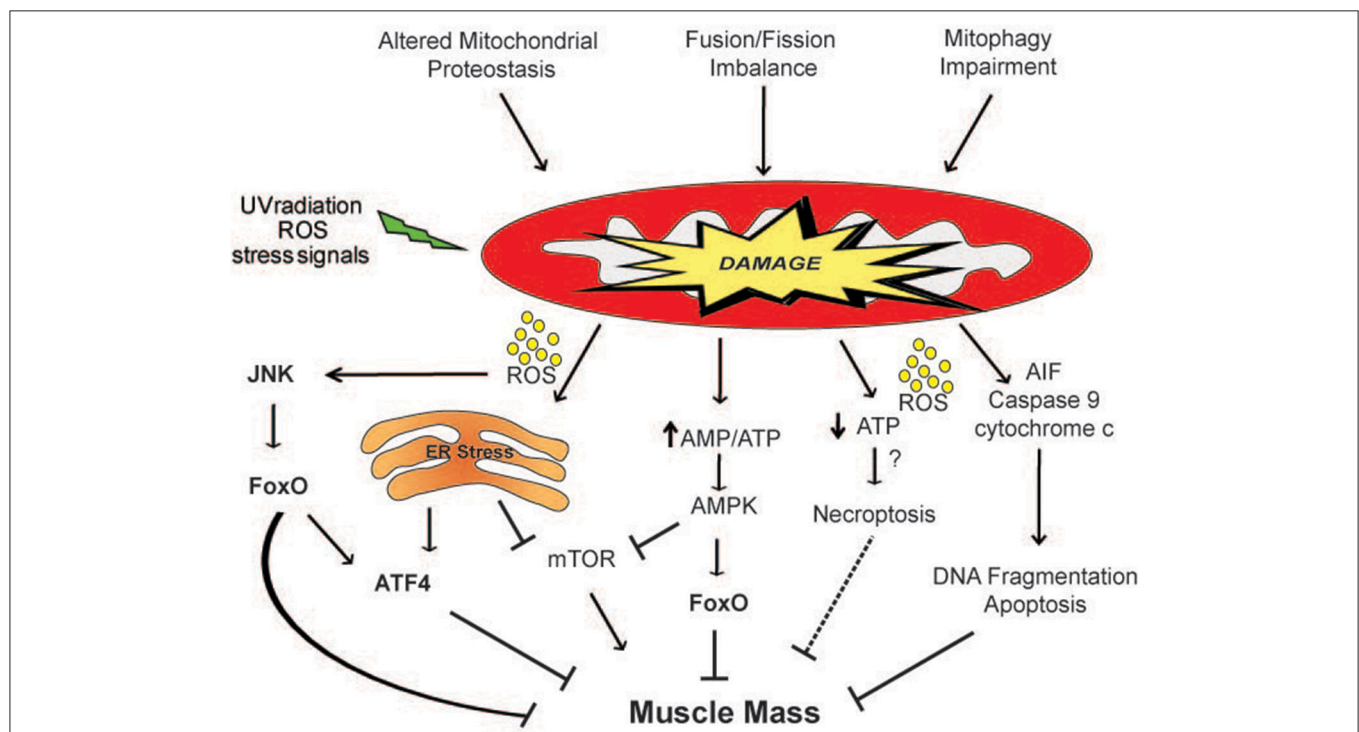 Altered Mitochondrial
Proteostasis
Fusion/Fission
Imbalance
Mitophagy
Impairment
UVradiation
ROS
stress signals
DAMAGE
JNK
ROS
ROS
AIF
Caspase 9
cytochrome c
ER Stress
AMP/ATP
ATP
?
FoxO
AMPK
Necroptosis
mTOR
ATF4
FoxO
DNA Fragmentation
Apoptosis
Muscle Mass